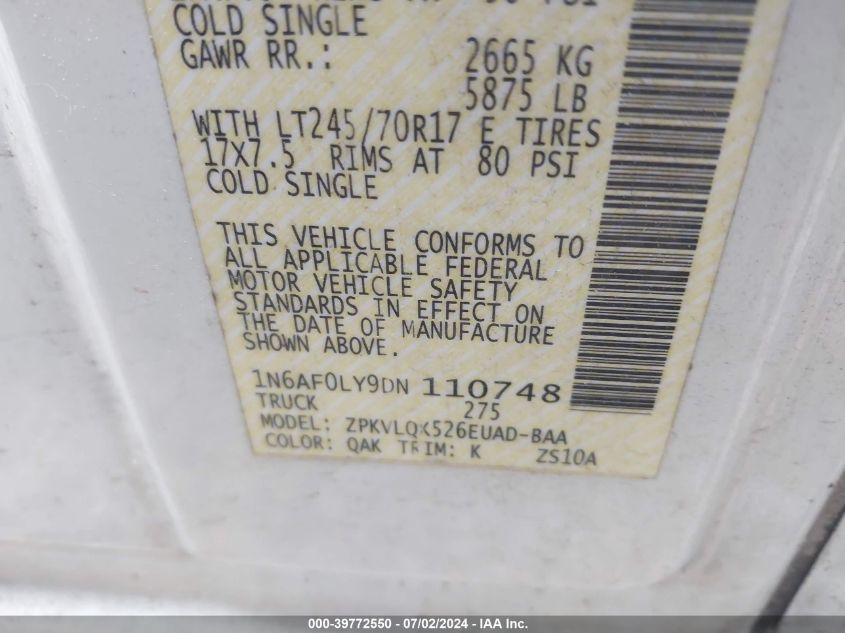 COLD SINGLE
GAWR RR.: 2665 KG
5875 LB
WITH LT245/70R17 E TIRES
17X7.5 RIMS AT 80 PSI
COLD SINGLE
THIS VEHICLE CONFORMS TO
ALL APPLICABLE FEDERAL
MOTOR VEHICLE SAFETY
STANDARDS IN EFFECT ON
THE DATE OF MANUFACTURE
SHOWN ABOVE.
1N6AF0LY9DN 110748
TRUCK 275
MODEL: ZPKVLQX526EUAD-BAA
COLOR: QAK TRIM: K ZS10A
000-39772550 / 07/02/2024 - IAA Inc.